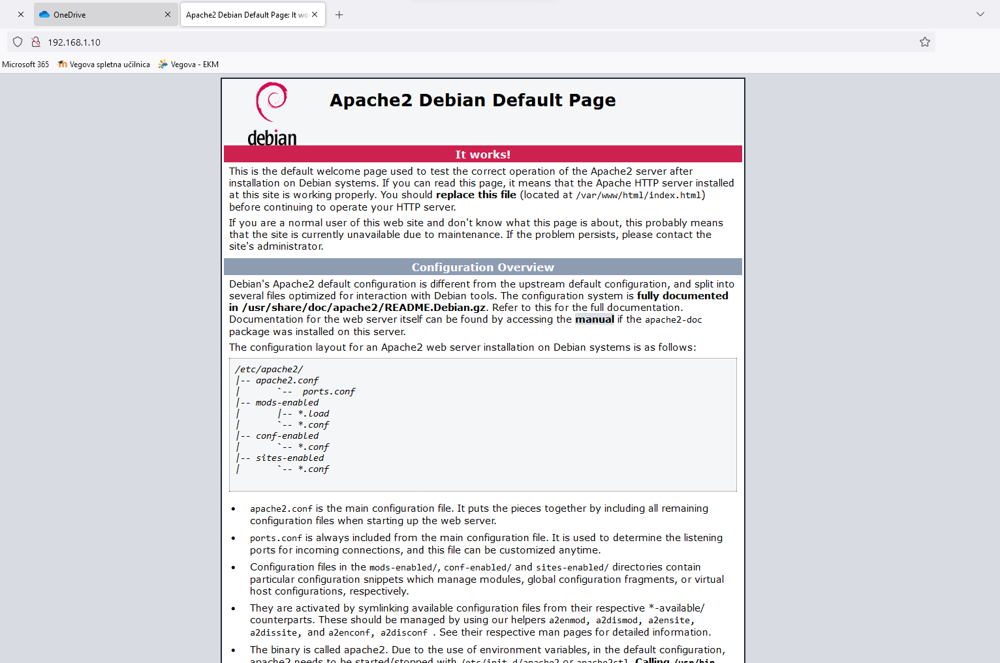 OneDrive
Apache2 Debian Default Page: It wo
192.168.1.10
Microsoft 365 Vegova spletna učilnica Vegova - EKM
debian
Apache2 Debian Default Page
It works!
This is the default welcome page used to test the correct operation of the Apache2 server after
installation on Debian systems. If you can read this page, it means that the Apache HTTP server installed
at this site is working properly. You should replace this file (located at /var/www/html/index.html)
before continuing to operate your HTTP server.
If you are a normal user of this web site and don't know what this page is about, this probably means
that the site is currently unavailable due to maintenance. If the problem persists, please contact the
site's administrator.
Configuration Overview
Debian's Apache2 default configuration is different from the upstream default configuration, and split into
several files optimized for interaction with Debian tools. The configuration system is fully documented
in /usr/share/doc/apache2/README.Debian.gz. Refer to this for the full documentation.
Documentation for the web server itself can be found by accessing the manual if the apache2-doc
package was installed on this server.
The configuration layout for an Apache2 web server installation on Debian systems is as follows:
/etc/apache2/
|-- apache2.conf
|       `--  ports.conf
|-- mods-enabled
|       |-- *.load
|       `-- *.conf
|-- conf-enabled
|       `-- *.conf
|-- sites-enabled
|       `-- *.conf
• apache2.conf is the main configuration file. It puts the pieces together by including all remaining
configuration files when starting up the web server.
• ports.conf is always included from the main configuration file. It is used to determine the listening
ports for incoming connections, and this file can be customized anytime.
• Configuration files in the mods-enabled/, conf-enabled/ and sites-enabled/ directories contain
particular configuration snippets which manage modules, global configuration fragments, or virtual
host configurations, respectively.
• They are activated by symlinking available configuration files from their respective *-available/
counterparts. These should be managed by using our helpers a2enmod, a2dismod, a2ensite,
a2dissite, and a2enconf, a2disconf . See their respective man pages for detailed information.
• The binary is called apache2. Due to the use of environment variables, in the default configuration,
apache2 needs to be started/stopped with /etc/init.d/apache2 or apache2ctl. Calling /usr/bin